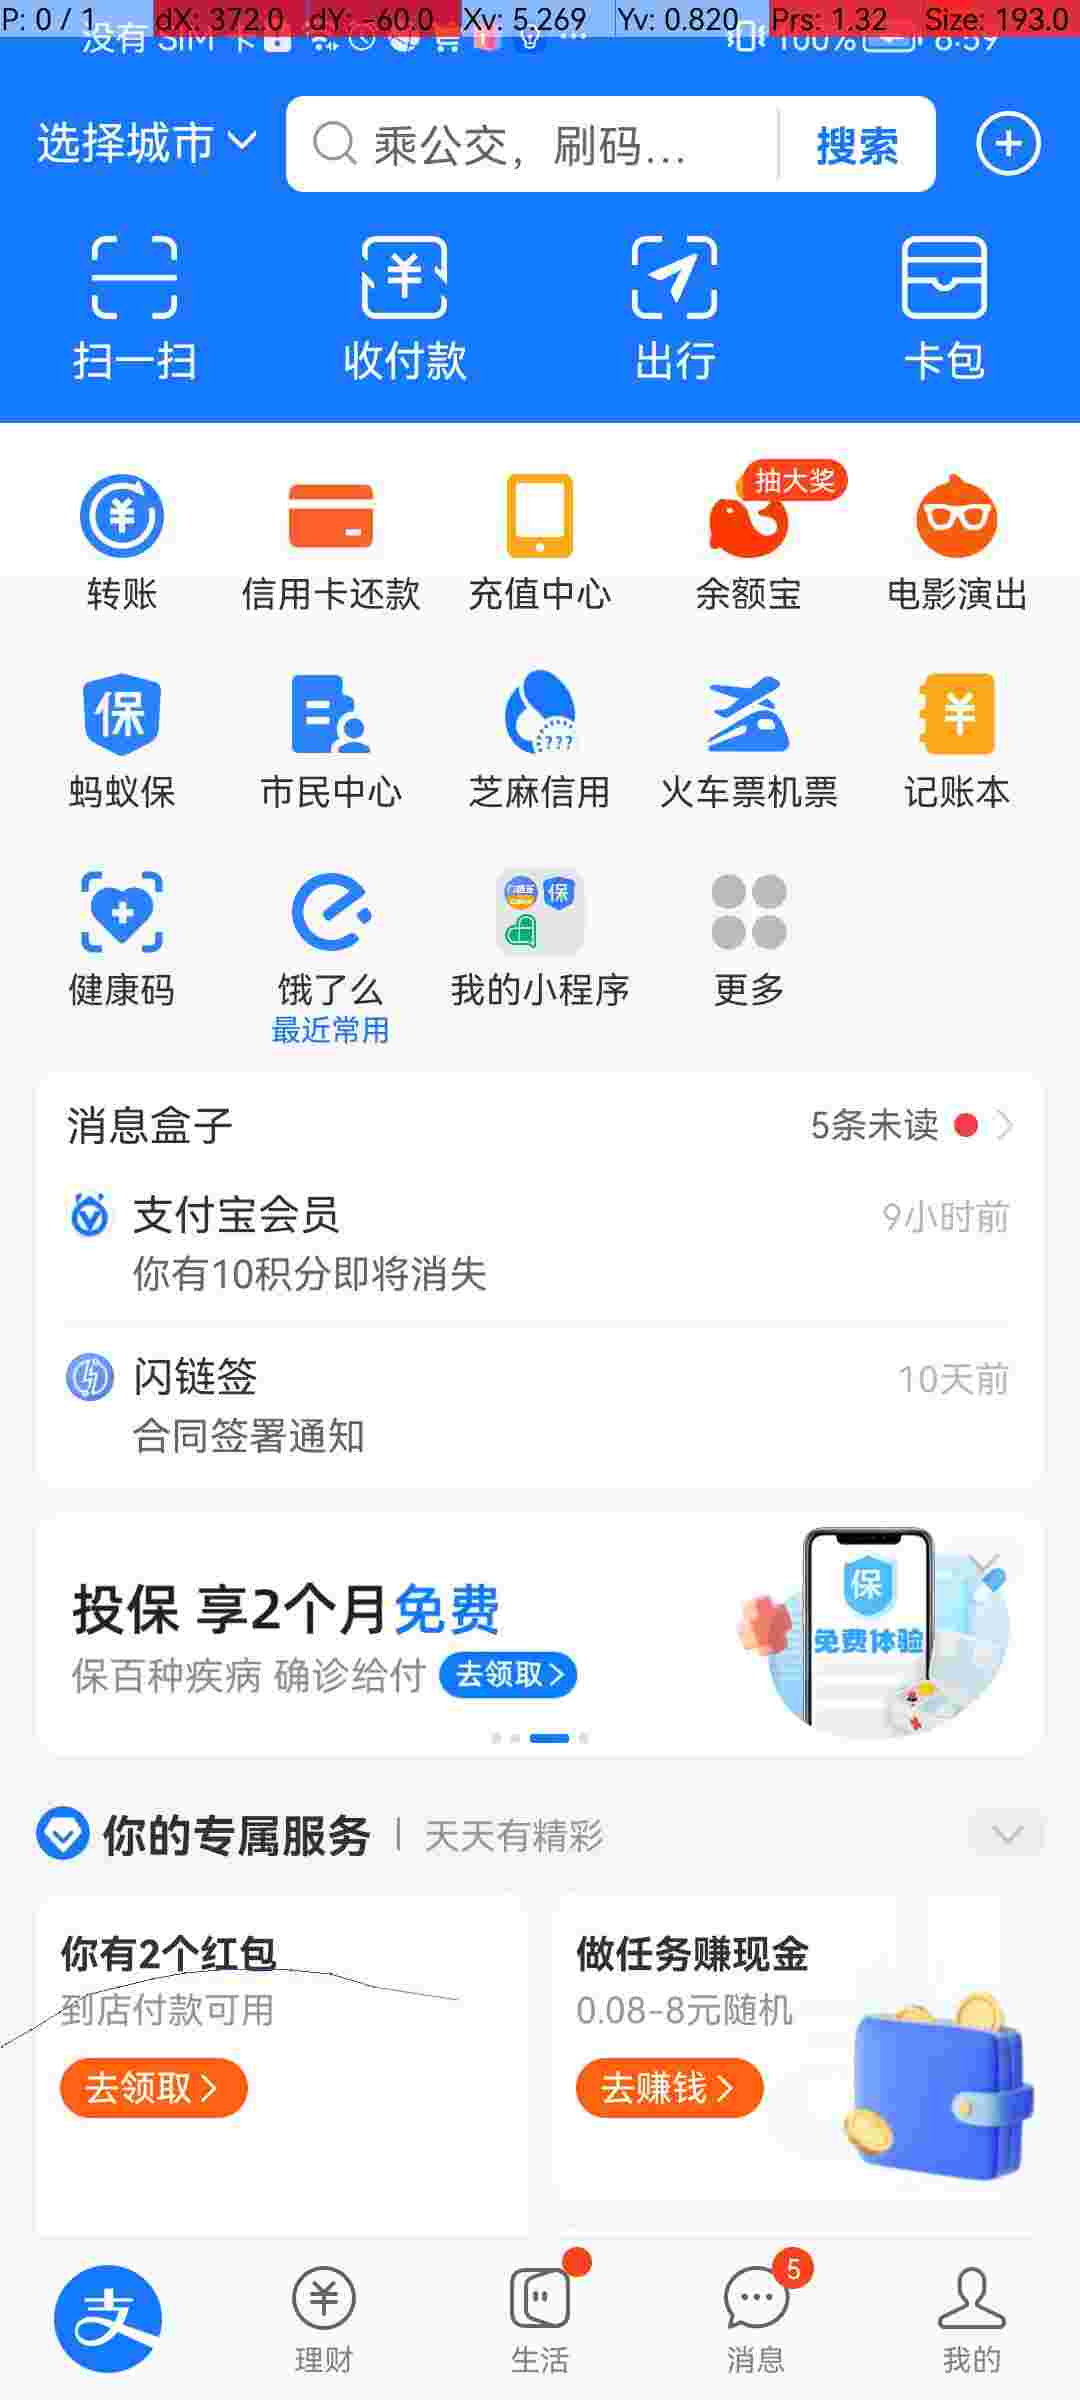 P: 0 / 1 dX: 372.0 dY: -60.0 Xv: 5.269 Yv: 0.820 Prs: 1.32 Size: 193.0
没有 SIM 卡 100% 8:59
选择城市 乘公交，刷码... 搜索
扫一扫 收付款 出行 卡包
抽大奖
转账 信用卡还款 充值中心 余额宝 电影演出
保 ???
蚂蚁保 市民中心 芝麻信用 火车票机票 记账本
保
健康码 饿了么 我的小程序 更多
最近常用
消息盒子 5条未读
支付宝会员 9小时前
你有10积分即将消失
闪链签 10天前
合同签署通知
保
投保 享2个月免费
免费体验
保百种疾病 确诊给付 去领取
你的专属服务 天天有精彩
你有2个红包 做任务赚现金
到店付款可用 0.08-8元随机
去领取 去赚钱
5
支 理财 生活 消息 我的